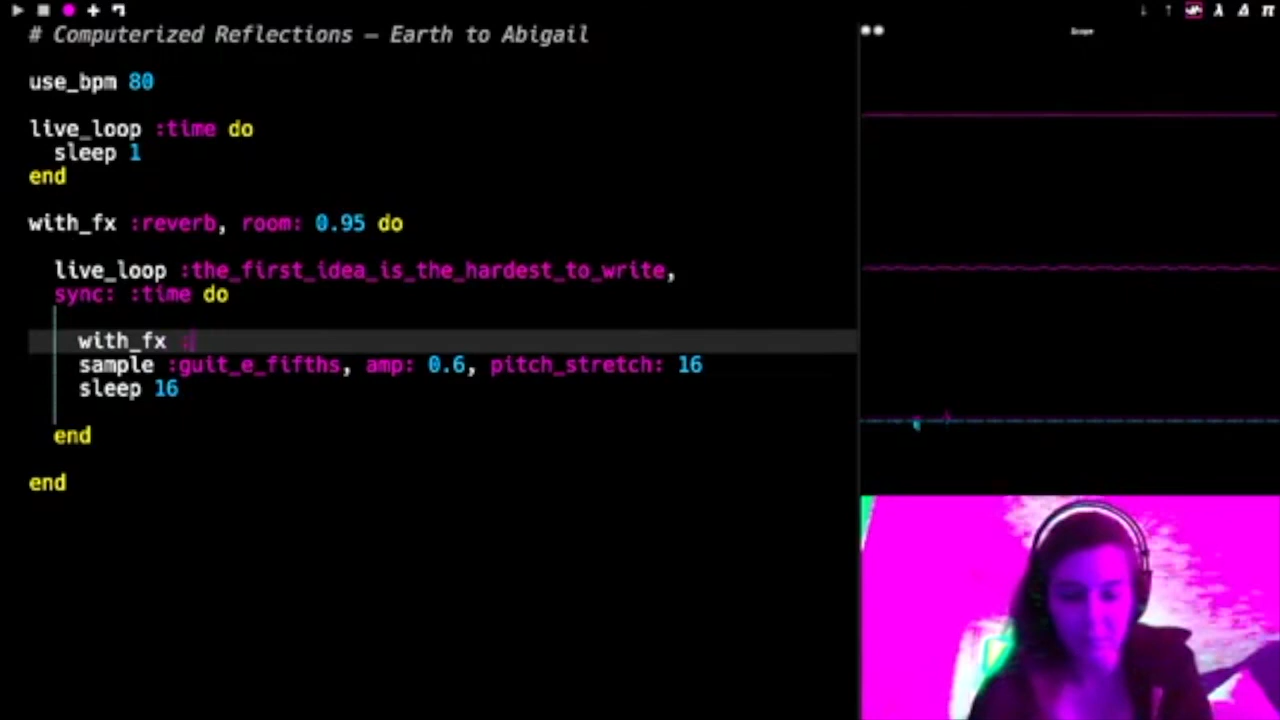 # Computerized Reflections – Earth to Abigail
Scope
use_bpm 80
live_loop :time do
sleep 1
end
with_fx :reverb, room: 0.95 do
live_loop :the_first_idea_is_the_hardest_to_write,
sync: :time do
with_fx :
sample :guit_e_fifths, amp: 0.6, pitch_stretch: 16
sleep 16
end
end